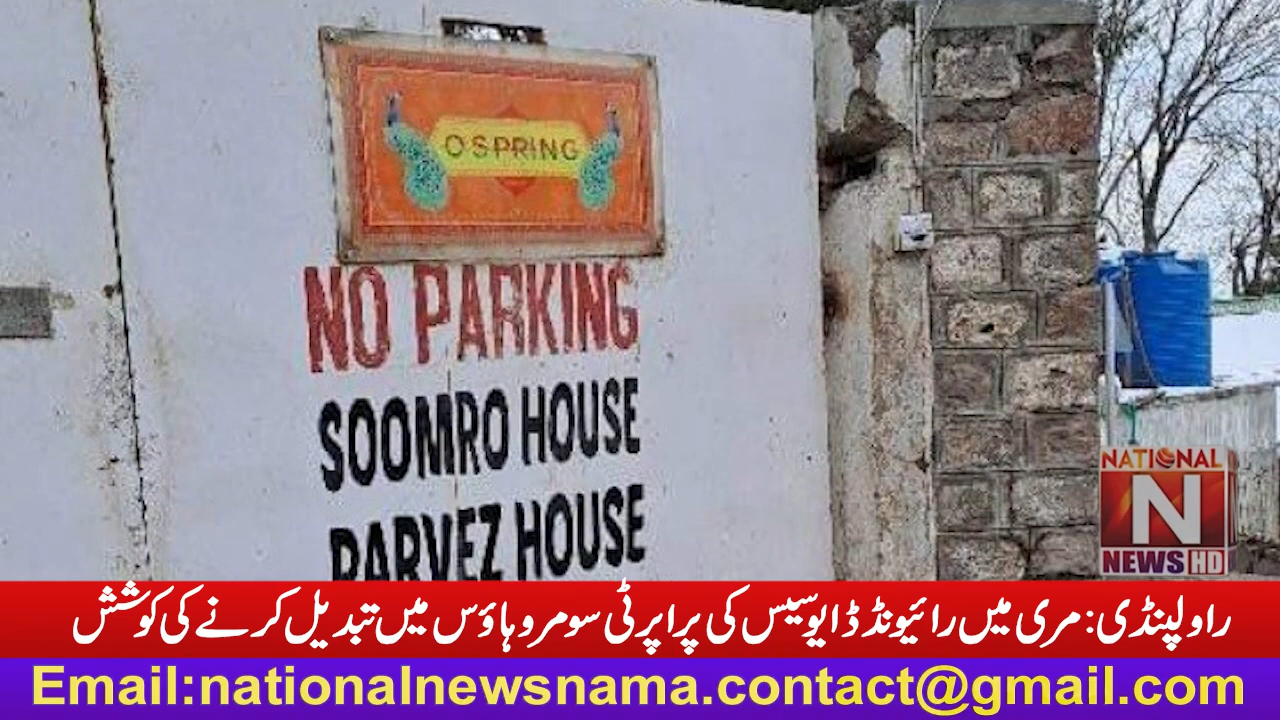 OSPRING
NO PARKING
SOOMRO HOUSE
PARVEZ HOUSE
NATIONAL
N
NEWS HD
راولپنڈی: مری میں رائیونڈ ڈایوسیس کی پراپرٹی سومرو ہاؤس میں تبدیل کرنے کی کوشش
Email:nationalnewsnama.contact@gmail.com